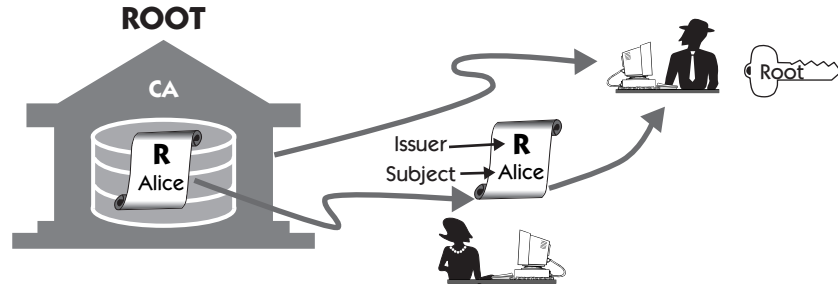 ROOT
CA
R
Alice
Issuer
R
Subject
Alice
Root